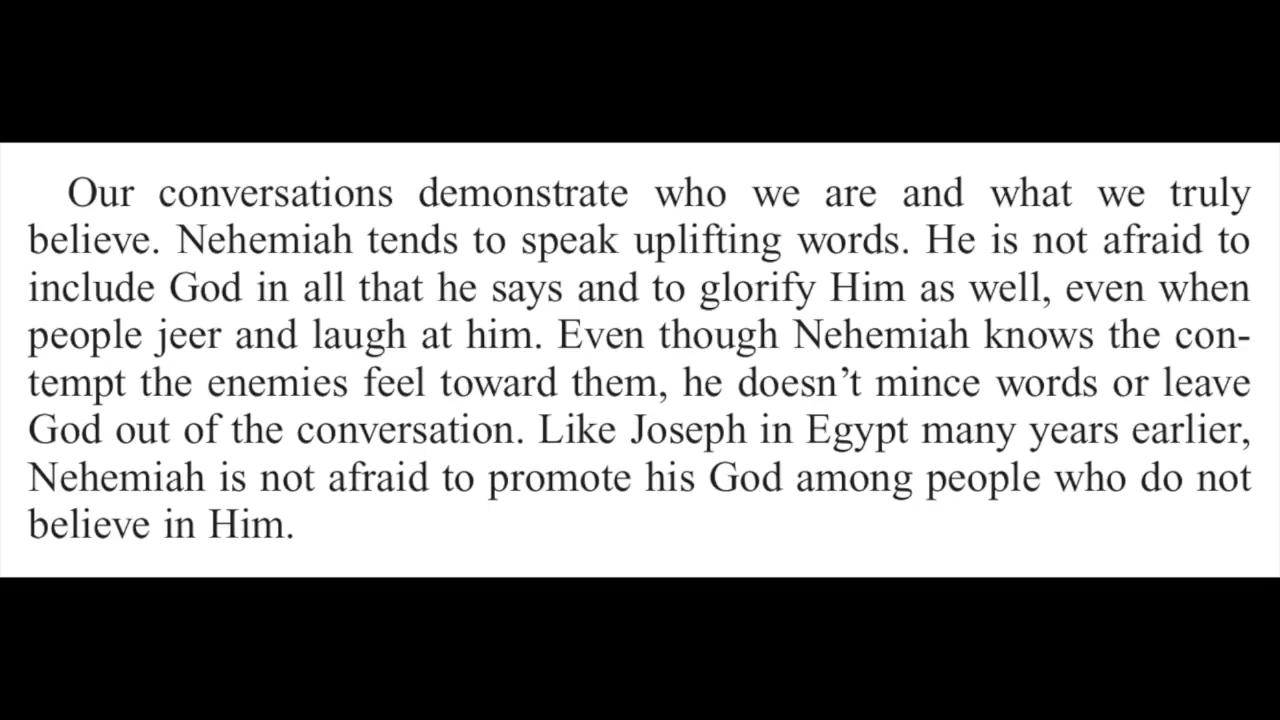 Our conversations demonstrate who we are and what we truly
believe. Nehemiah tends to speak uplifting words. He is not afraid to
include God in all that he says and to glorify Him as well, even when
people jeer and laugh at him. Even though Nehemiah knows the con-
tempt the enemies feel toward them, he doesn’t mince words or leave
God out of the conversation. Like Joseph in Egypt many years earlier,
Nehemiah is not afraid to promote his God among people who do not
believe in Him.